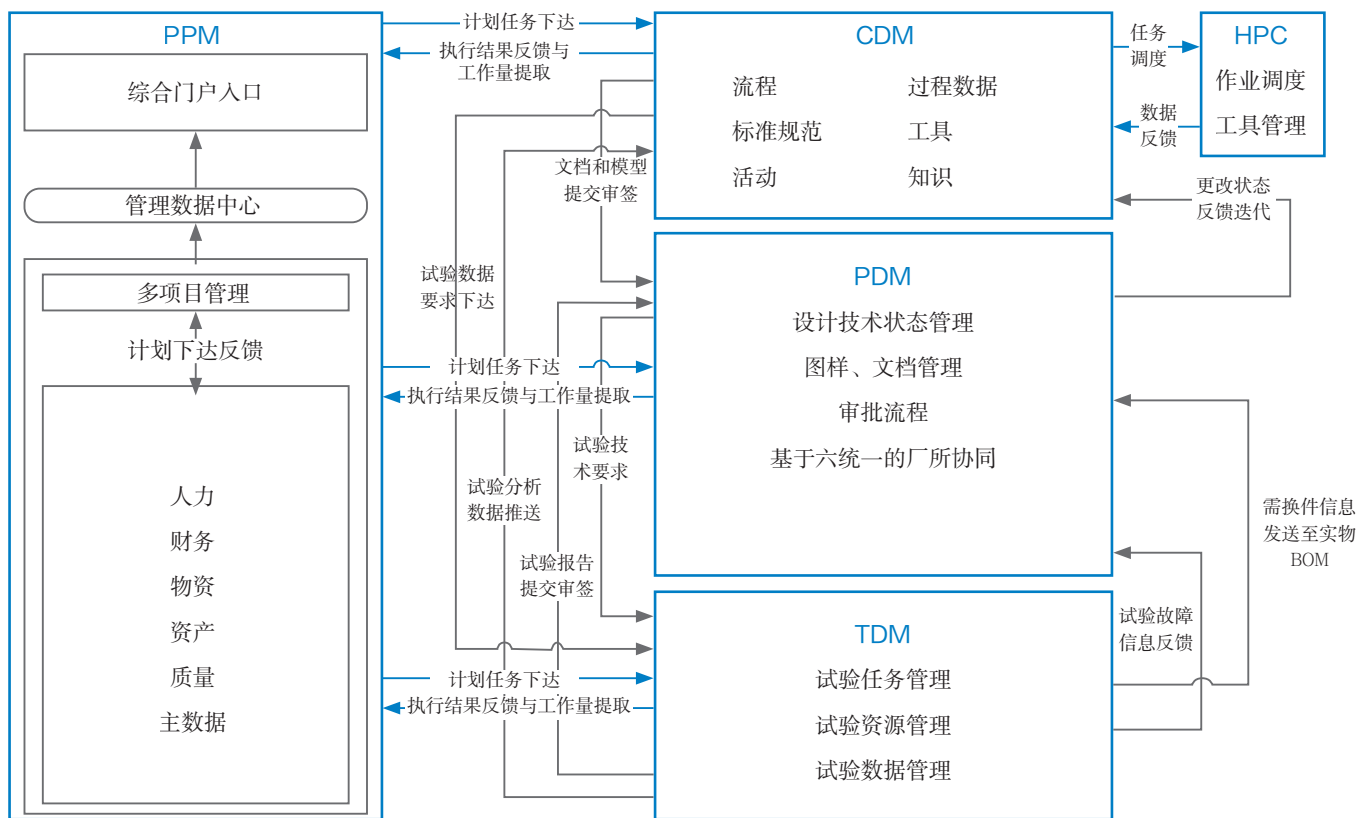 PPM
综合门户入口
管理数据中心
多项目管理
计划下达反馈
人力
财务
物资
资产
质量
主数据
计划任务下达
执行结果反馈与
工作量提取
文档和模型
提交审签
试验数据
要求下达
计划任务下达
执行结果反馈与工作量提取
试验技
术要求
试验分析
数据推送
试验报告
提交审签
计划任务下达
执行结果反馈与工作量提取
CDM
流程
过程数据
标准规范
工具
活动
知识
PDM
设计技术状态管理
图样、文档管理
审批流程
基于六统一的厂所协同
TDM
试验任务管理
试验资源管理
试验数据管理
任务
调度
数据
反馈
HPC
作业调度
工具管理
更改状态
反馈迭代
需换件信息
发送至实物
BOM
试验故障
信息反馈